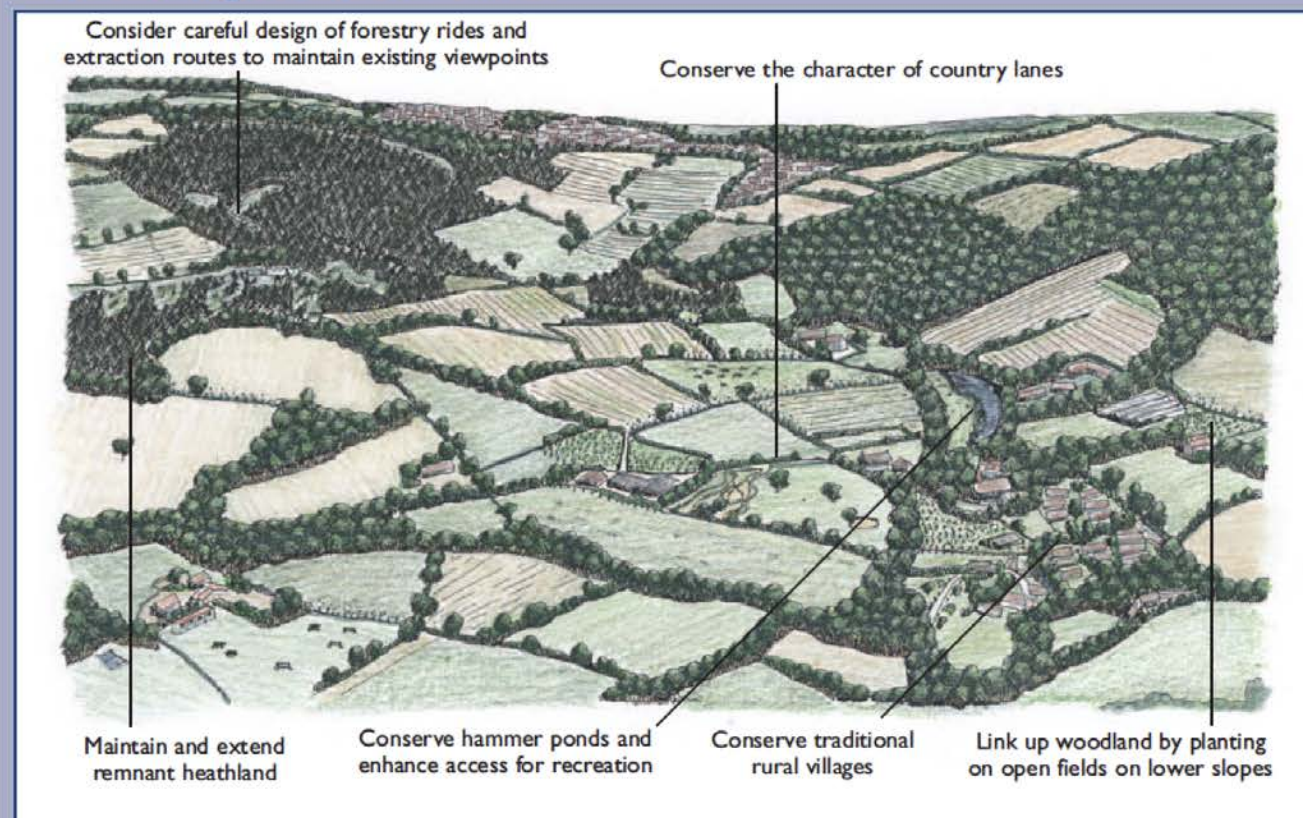 Consider careful design of forestry rides and
extraction routes to maintain existing viewpoints
Conserve the character of country lanes
Maintain and extend
remnant heathland
Conserve hammer ponds and
enhance access for recreation
Conserve traditional
rural villages
Link up woodland by planting
on open fields on lower slopes